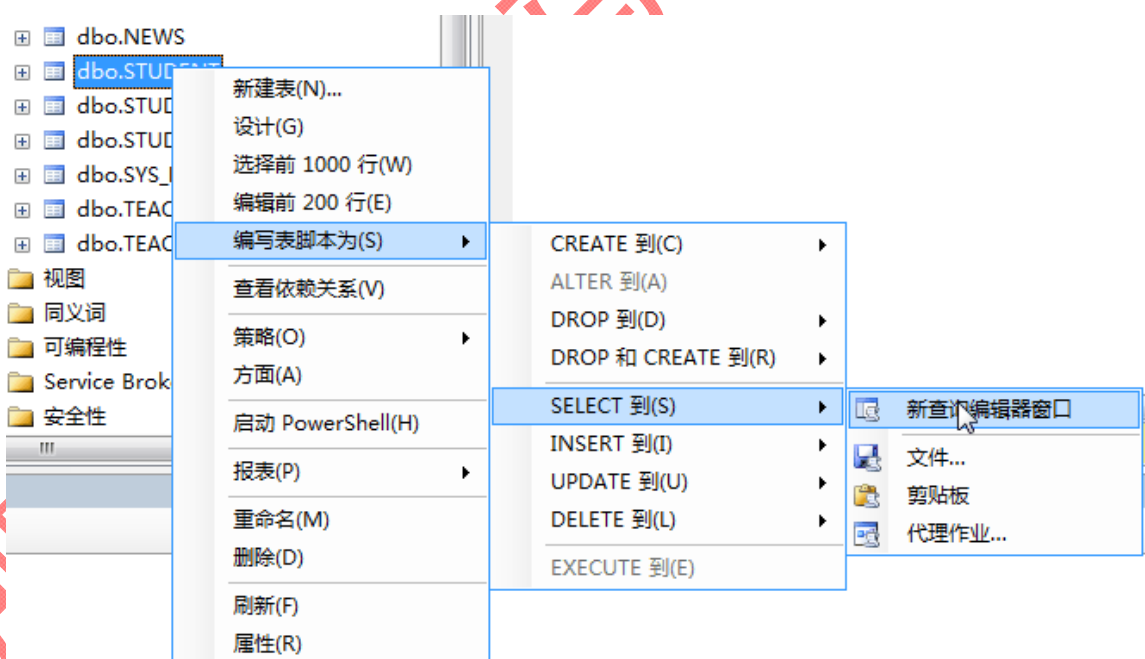 dbo.NEWS
dbo.STUDENT
dbo.STUD
dbo.STUD
dbo.SYS_
dbo.TEAC
dbo.TEAC
视图
同义词
可编程性
Service Brok
安全性
新建表(N)...
设计(G)
选择前 1000 行(W)
编辑前 200 行(E)
编写表脚本为(S)
查看依赖关系(V)
策略(O)
方面(A)
启动 PowerShell(H)
报表(P)
重命名(M)
删除(D)
刷新(F)
属性(R)
CREATE 到(C)
ALTER 到(A)
DROP 到(D)
DROP 和 CREATE 到(R)
SELECT 到(S)
INSERT 到(I)
UPDATE 到(U)
DELETE 到(L)
EXECUTE 到(E)
新查询编辑器窗口
文件...
剪贴板
代理作业...